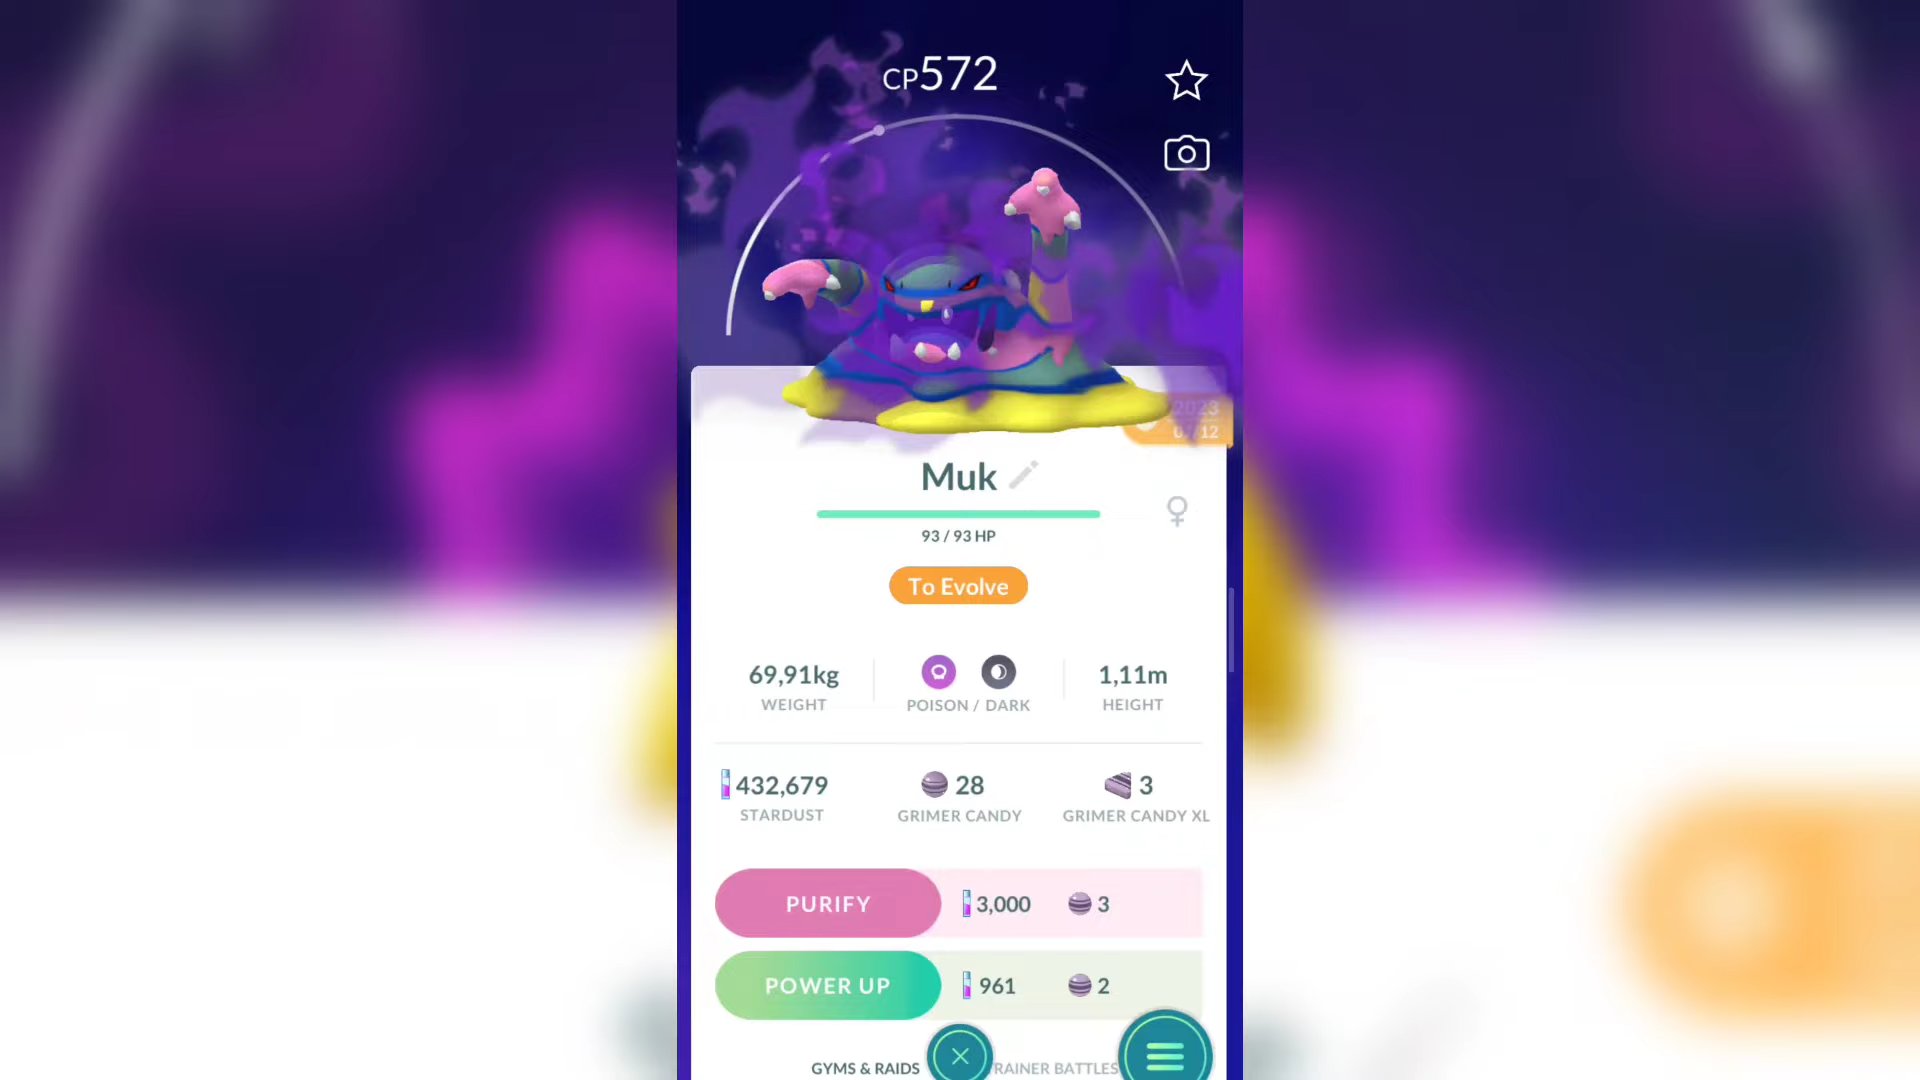 CP572
2023
Muk
93 / 93 HP
To Evolve
69,91kg
WEIGHT
POISON / DARK
1,11m
HEIGHT
432,679
STARDUST
28
GRIMER CANDY
3
GRIMER CANDY XL
PURIFY
3,000
3
POWER UP
961
2
GYMS & RAIDS
RAINER BATTLES